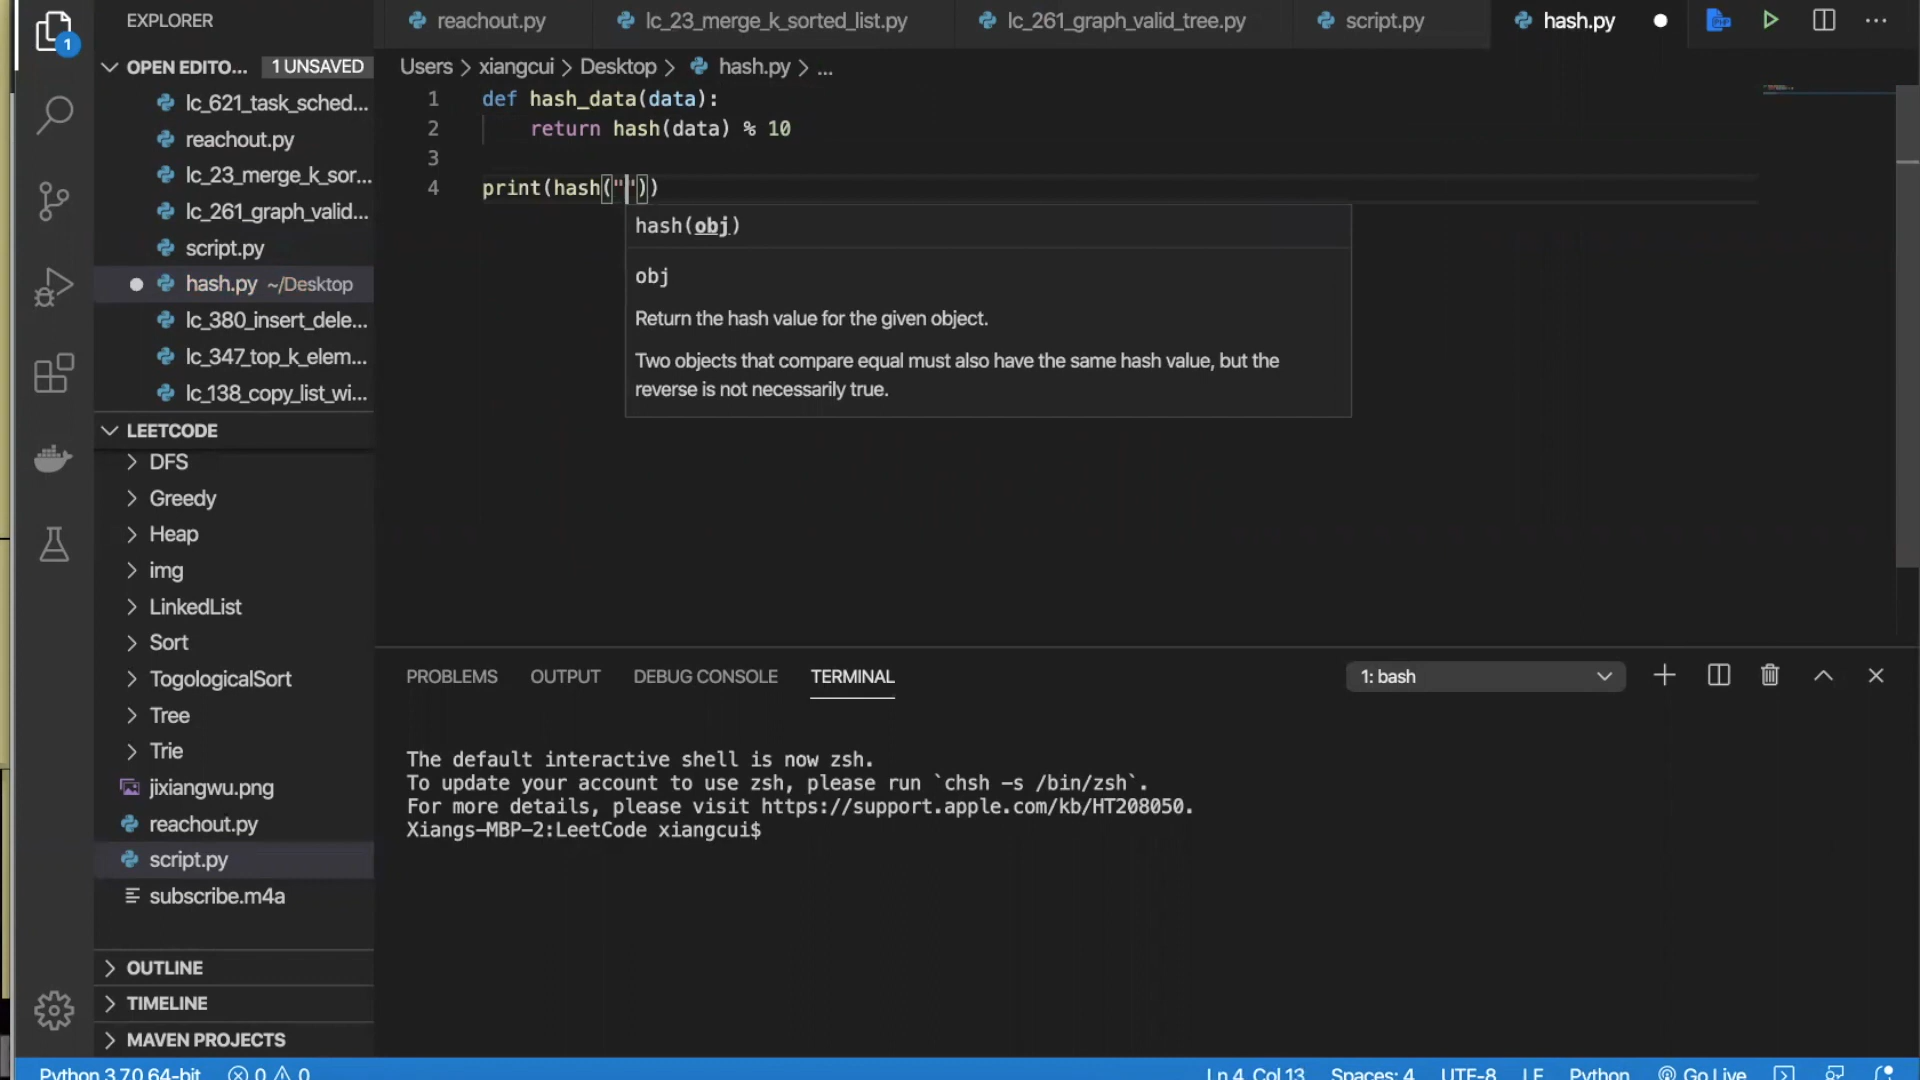 EXPLORER
reachout.py
lc_23_merge_k_sorted_list.py
lc_261_graph_valid_tree.py
script.py
hash.py
PHP
1
OPEN EDITO...
1 UNSAVED
lc_621_task_sched...
reachout.py
lc_23_merge_k_sor...
lc_261_graph_valid...
script.py
hash.py ~/Desktop
lc_380_insert_dele...
lc_347_top_k_elem...
lc_138_copy_list_wi...
LEETCODE
DFS
Greedy
Heap
img
LinkedList
Sort
TogologicalSort
Tree
Trie
jixiangwu.png
reachout.py
script.py
subscribe.m4a
OUTLINE
TIMELINE
MAVEN PROJECTS
Users > xiangcui > Desktop > hash.py > ...
1 def hash_data(data):
2 return hash(data) % 10
3
4 print(hash(""))
hash(obj)
obj
Return the hash value for the given object.
Two objects that compare equal must also have the same hash value, but the
reverse is not necessarily true.
PROBLEMS OUTPUT DEBUG CONSOLE TERMINAL
1: bash
The default interactive shell is now zsh.
To update your account to use zsh, please run `chsh -s /bin/zsh`.
For more details, please visit https://support.apple.com/kb/HT208050.
Xiangs-MBP-2:LeetCode xiangcui$
Python 3.7.0 64-bit 0 0 Ln 4, Col 13 Spaces: 4 UTF-8 LF Python Go Live